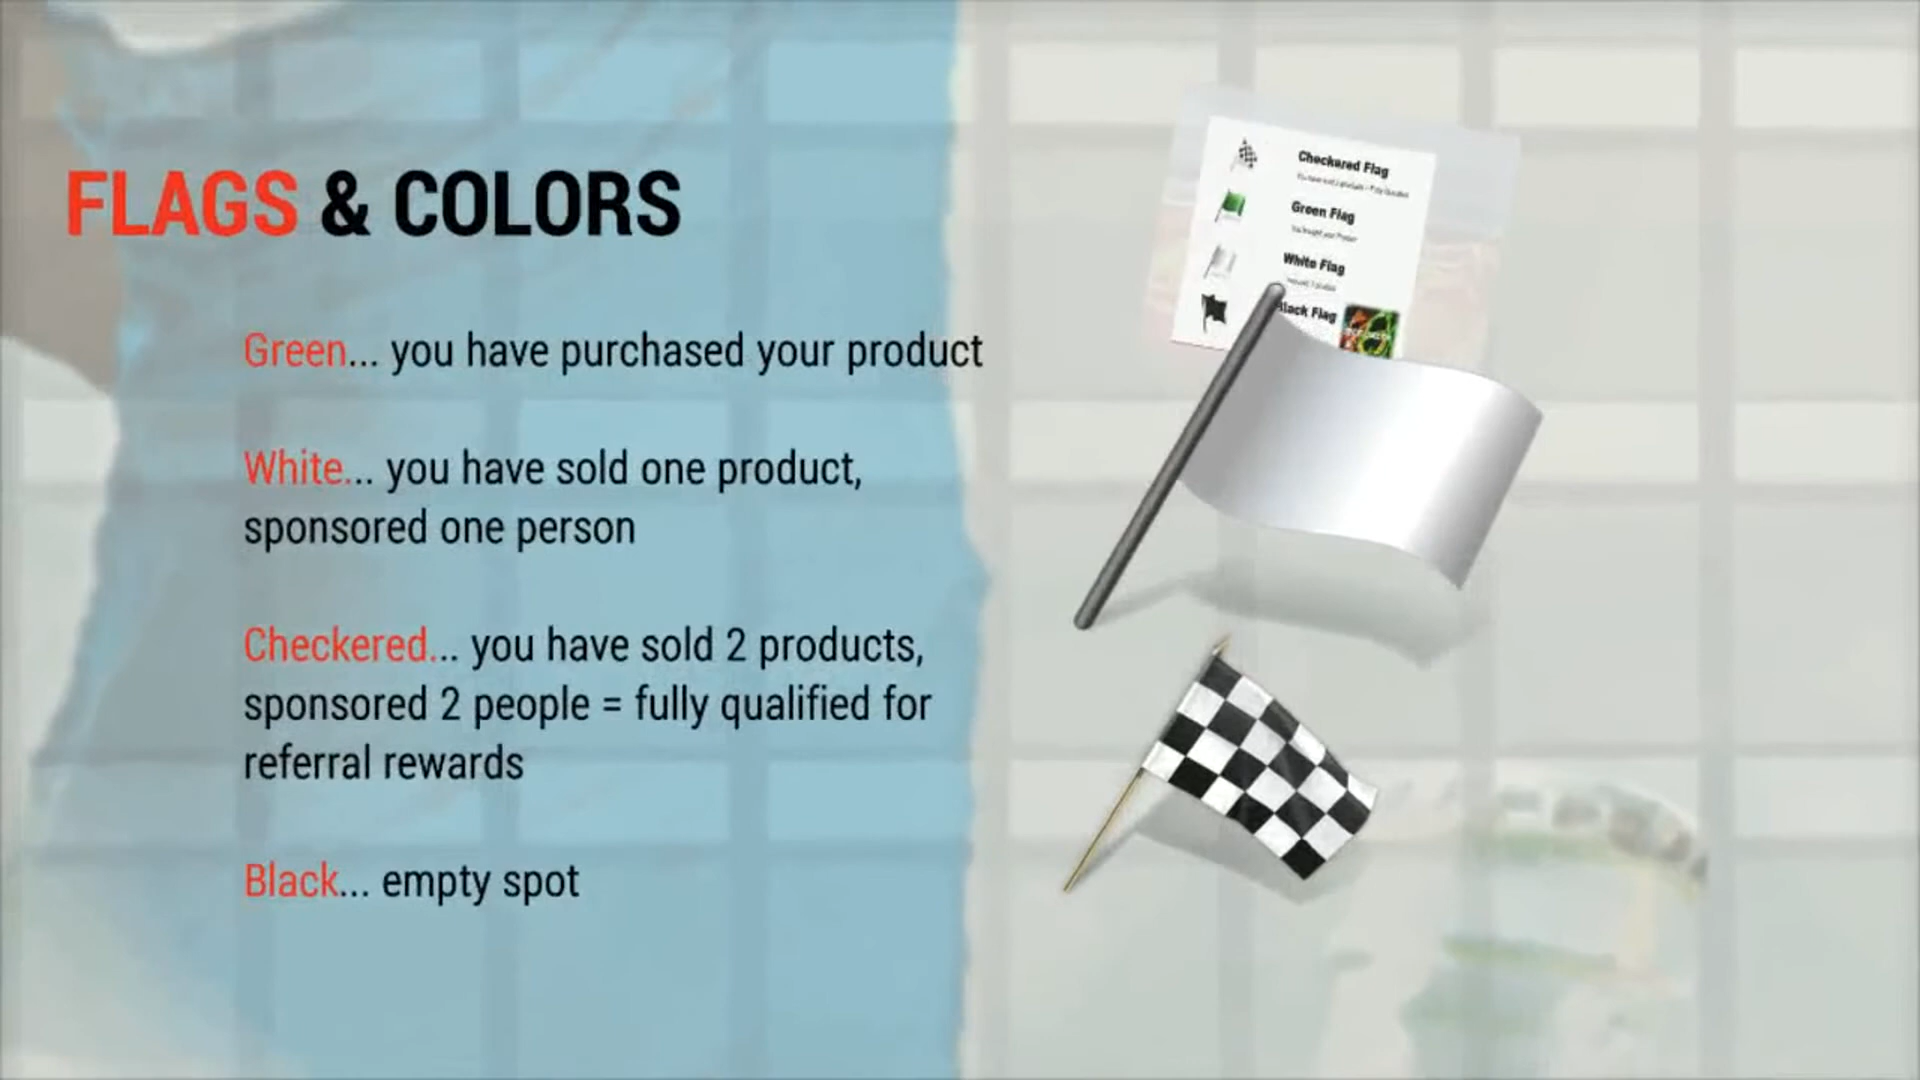 FLAGS & COLORS
Green... you have purchased your product
White... you have sold one product,
sponsored one person
Checkered... you have sold 2 products,
sponsored 2 people = fully qualified for
referral rewards
Black... empty spot
Checkered Flag
Green Flag
White Flag
Black Flag